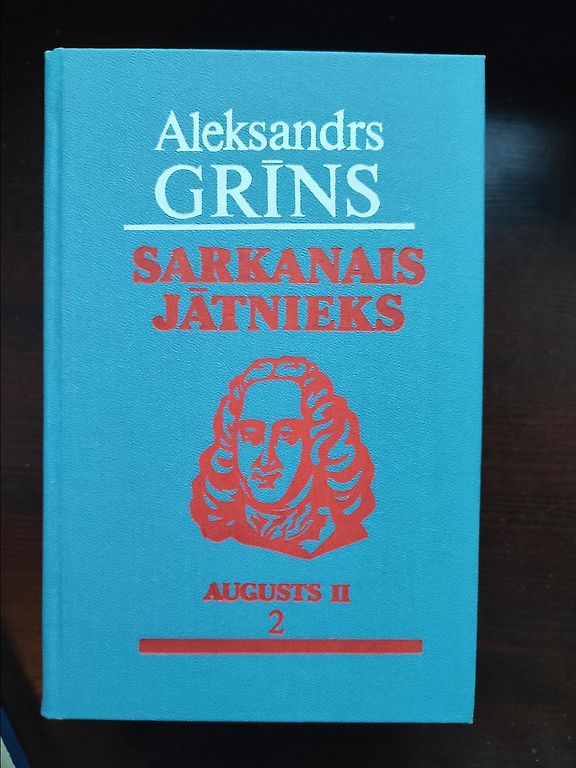 Aleksandrs
GRĪNS
SARKANAIS
JĀTNIEKS
AUGUSTS II
2